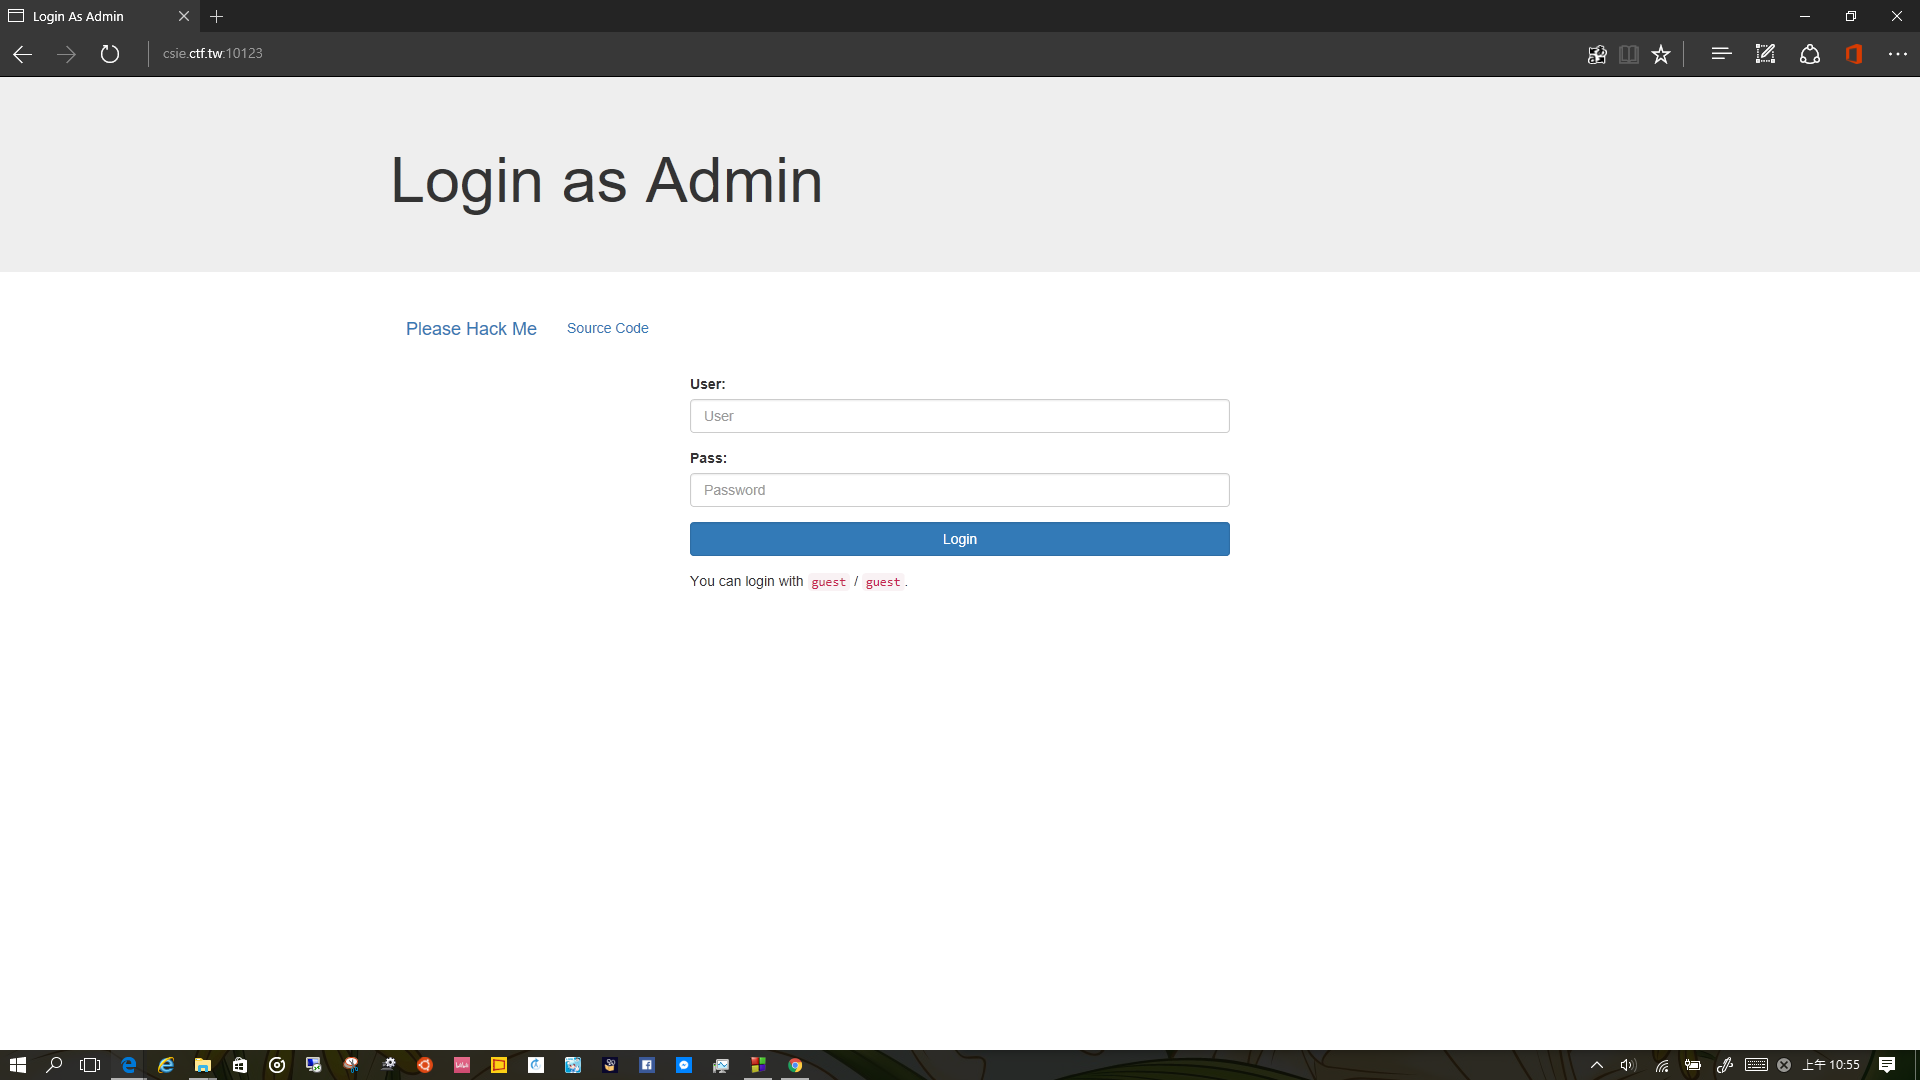 Login As Admin
csie.ctf.tw:10123
Login as Admin
Please Hack Me Source Code
User:
User
Pass:
Password
Login
You can login with guest / guest.
上午 10:55